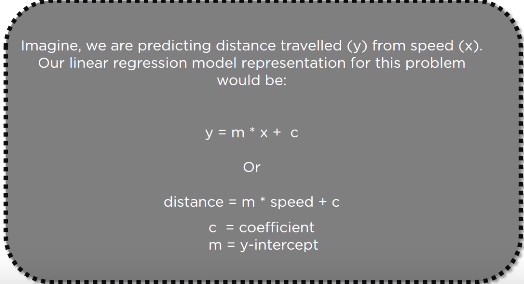 Imagine, we are predicting distance travelled (y) from speed (x).
Our linear regression model representation for this problem
would be:
y = m * x + c
Or
distance = m * speed + c
c = coefficient
m = y-intercept